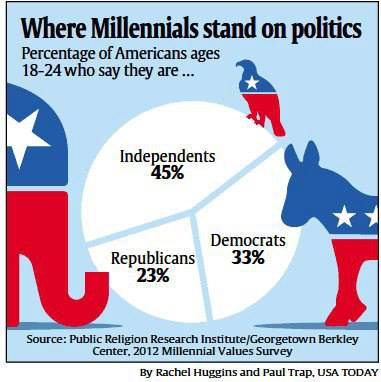 Where Millennials stand on politics
Percentage of Americans ages
18-24 who say they are ...
Independents
45%
Democrats
33%
Republicans
23%
Source: Public Religion Research Institute/Georgetown Berkley
Center, 2012 Millennial Values Survey
By Rachel Huggins and Paul Trap, USA TODAY